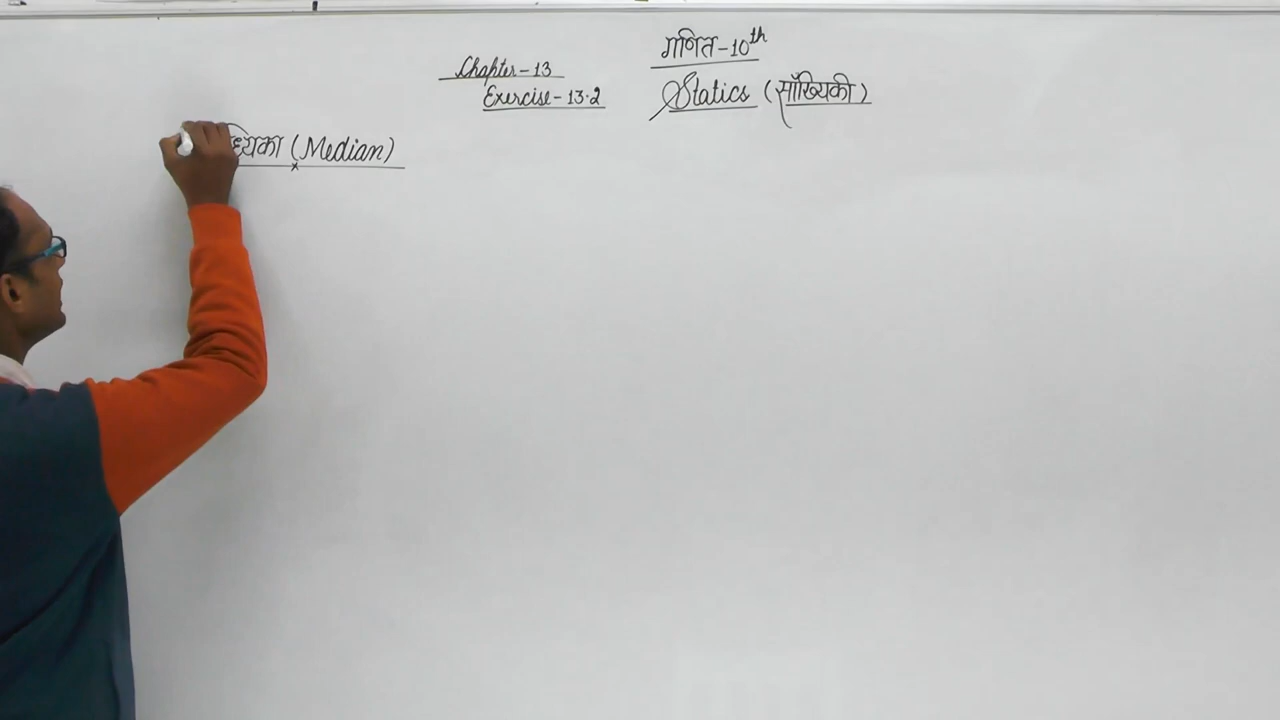 गणित-10th
Chapter-13
Statics (साँख्यिकी)
Exercise-13.2
(Median)